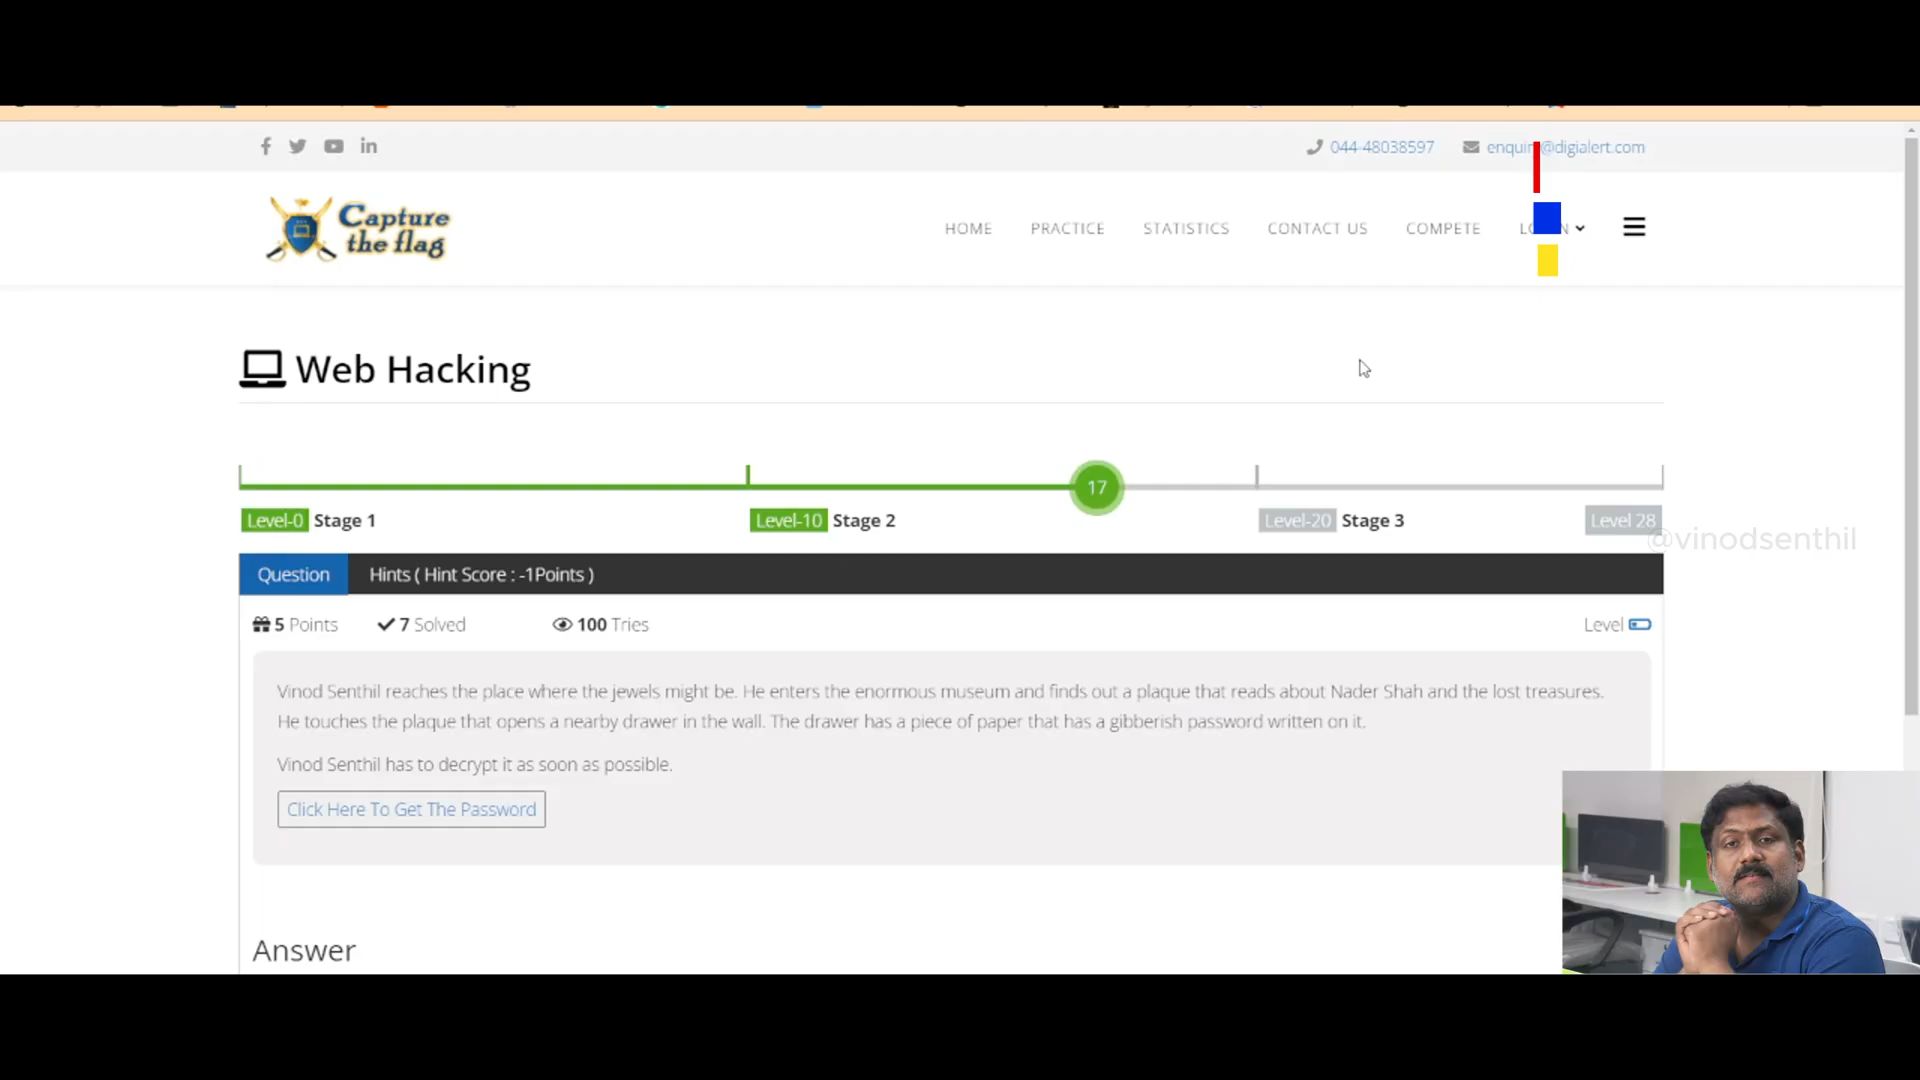 044-48038597
@digialert.com
Capture
the flag
HOME
PRACTICE
STATISTICS
CONTACT US
COMPETE
Web Hacking
17
Level-0 Stage 1
Level-10 Stage 2
Level-20 Stage 3
Level 28
@vinodsenthil
Question
Hints ( Hint Score : -1Points )
5 Points
7 Solved
100 Tries
Level
Vinod Senthil reaches the place where the jewels might be. He enters the enormous museum and finds out a plaque that reads about Nader Shah and the lost treasures.
He touches the plaque that opens a nearby drawer in the wall. The drawer has a piece of paper that has a gibberish password written on it.
Vinod Senthil has to decrypt it as soon as possible.
Click Here To Get The Password
Answer